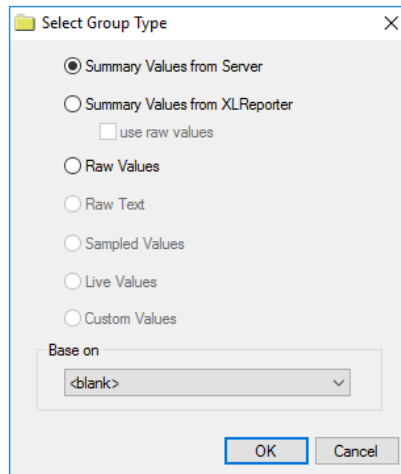 Select Group Type
Summary Values from Server
Summary Values from XLReporter
use raw values
Raw Values
Raw Text
Sampled Values
Live Values
Custom Values
Base on
<blank>
OK
Cancel